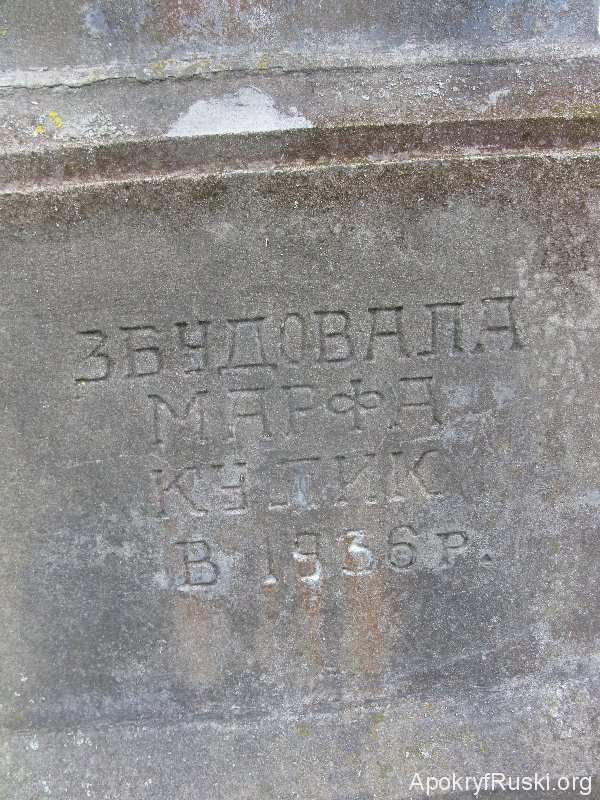 ЗБУДОВАЛА
МАРФА
КУЛИК
В 1936 Р.
ApokryfRuski.org